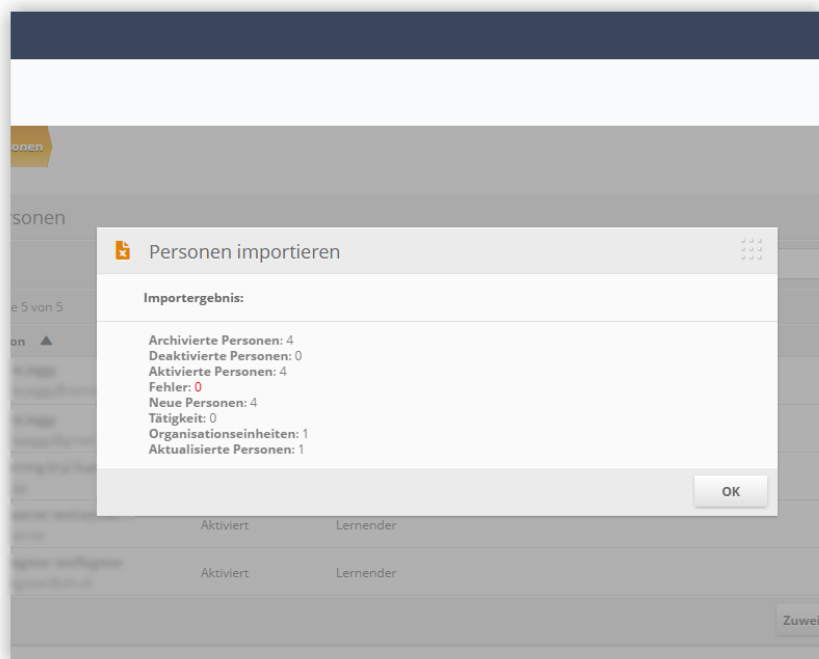 onen
rsonen
Personen importieren
Importergebnis:
e 5 von 5
on
Archivierte Personen: 4
Deaktivierte Personen: 0
Aktivierte Personen: 4
Fehler: 0
Neue Personen: 4
Tätigkeit: 0
Organisationseinheiten: 1
Aktualisierte Personen: 1
OK
Aktiviert Lernender
Aktiviert Lernender
Zuwei